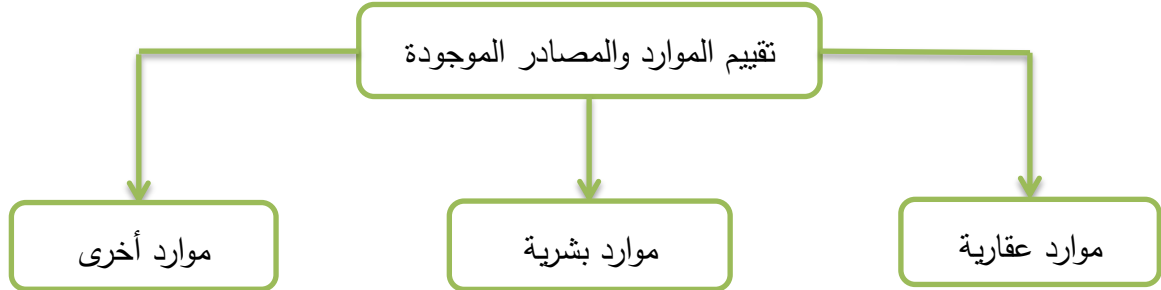 تقييم الموارد والمصادر الموجودة
موارد عقارية
موارد بشرية
موارد أخرى